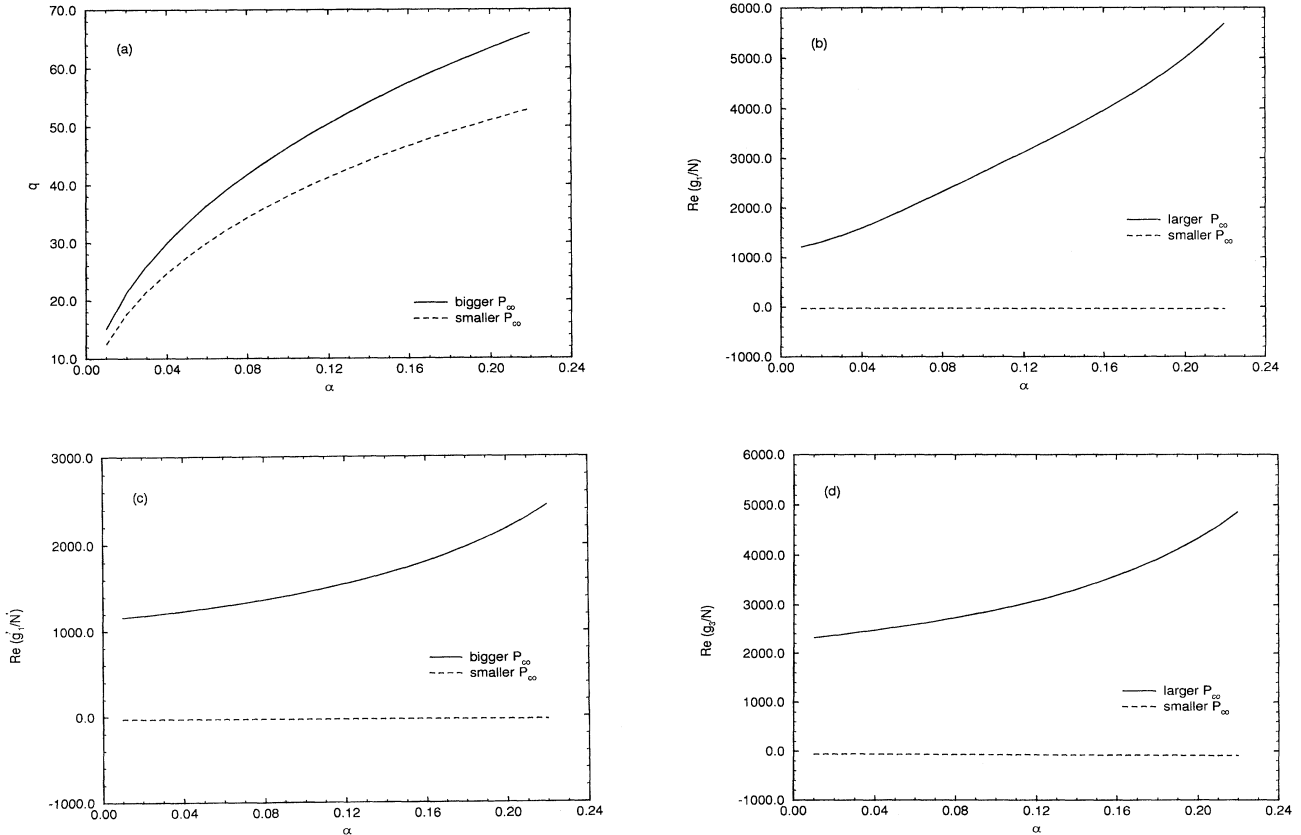 (a)
70.0
60.0
50.0
40.0
30.0
20.0
10.0
q
bigger P∞
smaller P∞
0.00 0.04 0.08 0.12 0.16 0.20 0.24
α
(b)
6000.0
5000.0
4000.0
3000.0
2000.0
1000.0
0.0
-1000.0
Re (g₁/N)
larger P∞
smaller P∞
0.00 0.04 0.08 0.12 0.16 0.20 0.24
α
(c)
3000.0
2000.0
1000.0
0.0
-1000.0
Re (g₁'/N')
bigger P∞
smaller P∞
0.00 0.04 0.08 0.12 0.16 0.20 0.24
α
(d)
6000.0
5000.0
4000.0
3000.0
2000.0
1000.0
0.0
-1000.0
Re (g₃/N)
larger P∞
smaller P∞
0.00 0.04 0.08 0.12 0.16 0.20 0.24
α